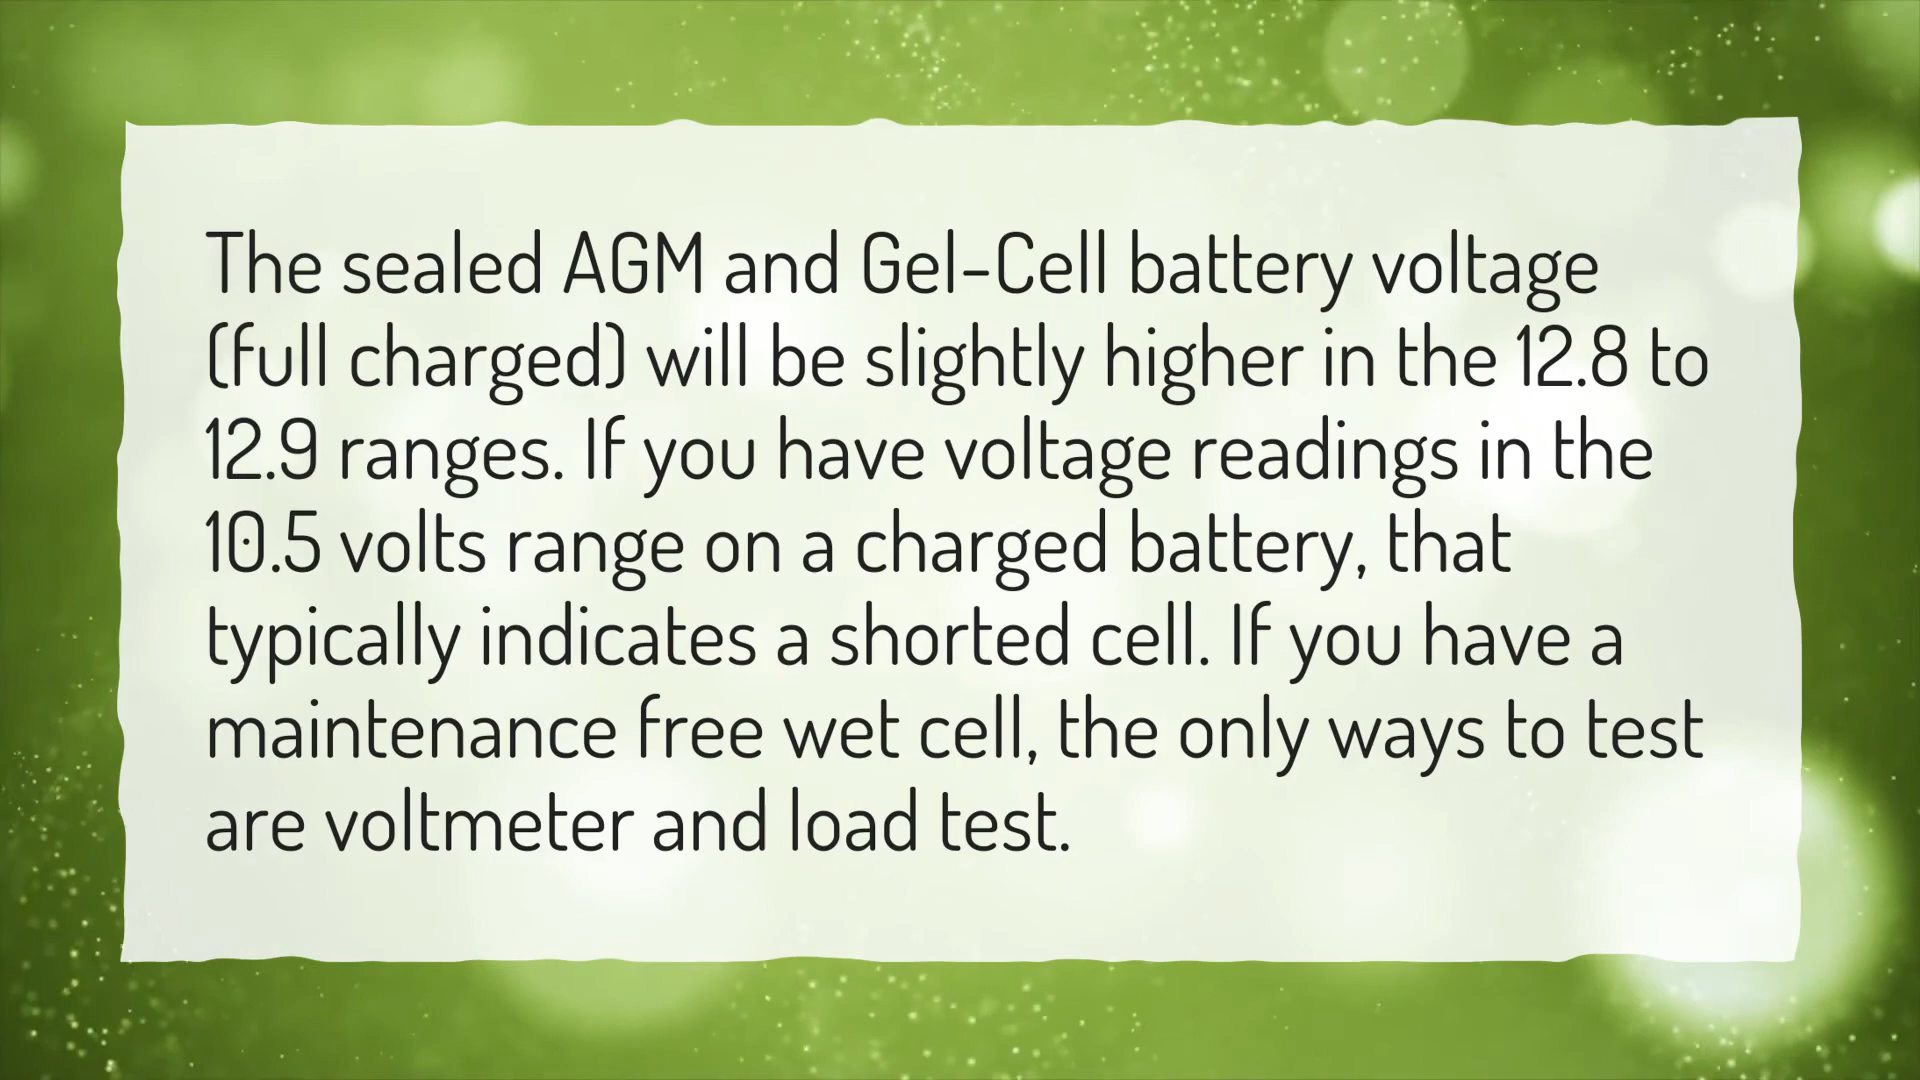 The sealed AGM and Gel-Cell battery voltage
(full charged) will be slightly higher in the 12.8 to
12.9 ranges. If you have voltage readings in the
10.5 volts range on a charged battery, that
typically indicates a shorted cell. If you have a
maintenance free wet cell, the only ways to test
are voltmeter and load test.